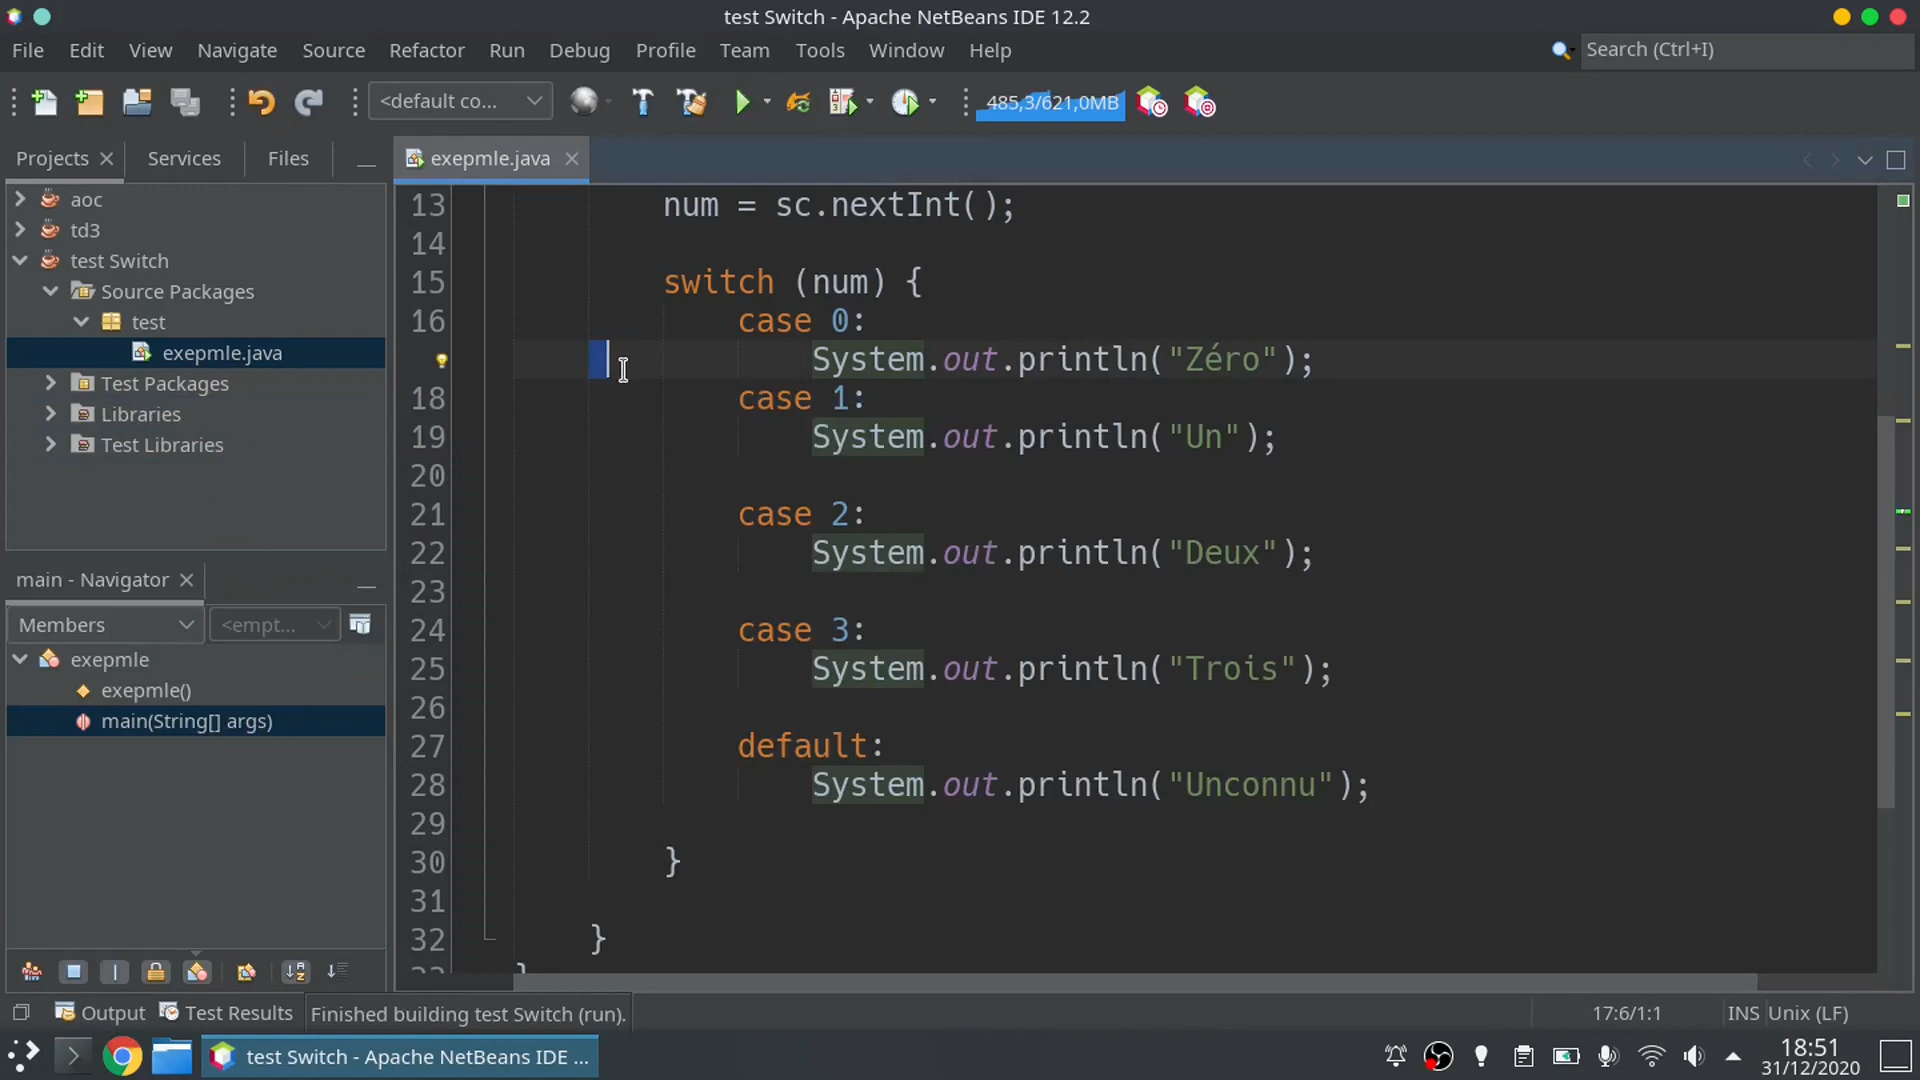 test Switch - Apache NetBeans IDE 12.2
File Edit View Navigate Source Refactor Run Debug Profile Team Tools Window Help
Search (Ctrl+I)
<default co...
485,3/621,0MB
Projects Services Files
exepmle.java
aoc
td3
test Switch
Source Packages
test
exepmle.java
Test Packages
Libraries
Test Libraries
main - Navigator
Members <empt...
exepmle
exepmle()
main(String[] args)
13 num = sc.nextInt();
14
15 switch (num) {
16 case 0:
System.out.println("Zéro");
18 case 1:
19 System.out.println("Un");
20
21 case 2:
22 System.out.println("Deux");
23
24 case 3:
25 System.out.println("Trois");
26
27 default:
28 System.out.println("Unconnu");
29
30 }
31
32 }
}
Output Test Results Finished building test Switch (run).
17:6/1:1 INS Unix (LF)
test Switch - Apache NetBeans IDE ...
18:51
31/12/2020